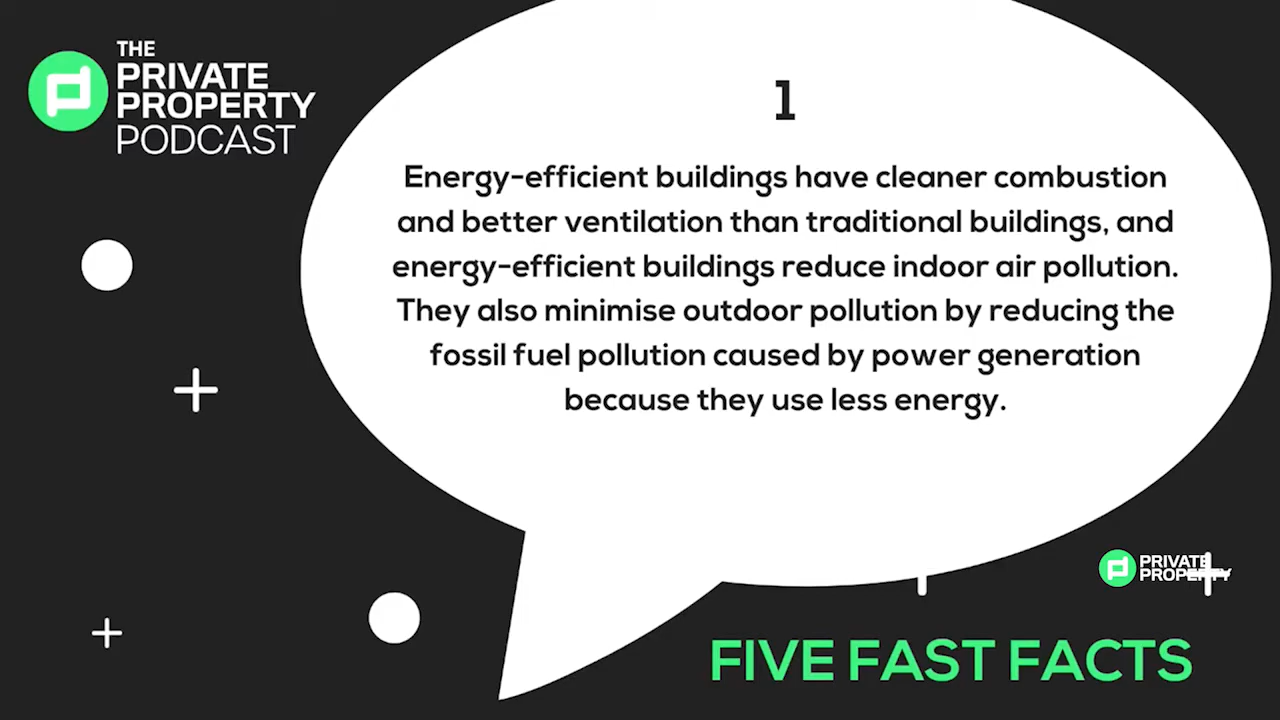 THE
PRIVATE
PROPERTY
PODCAST
1
Energy-efficient buildings have cleaner combustion
and better ventilation than traditional buildings, and
energy-efficient buildings reduce indoor air pollution.
They also minimise outdoor pollution by reducing the
fossil fuel pollution caused by power generation
because they use less energy.
PRIVATE
PROPERTY
FIVE FAST FACTS